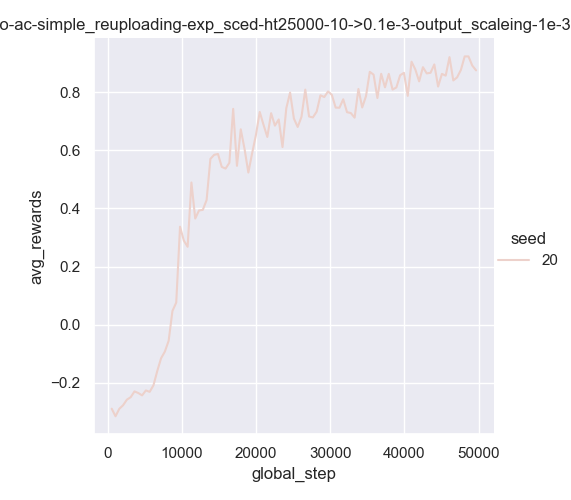 o-ac-simple_reuploading-exp_sced-ht25000-10->0.1e-3-output_scaleing-1e-3
0.8
0.6
0.4
0.2
0.0
−0.2
avg_rewards
seed
20
0 10000 20000 30000 40000 50000
global_step